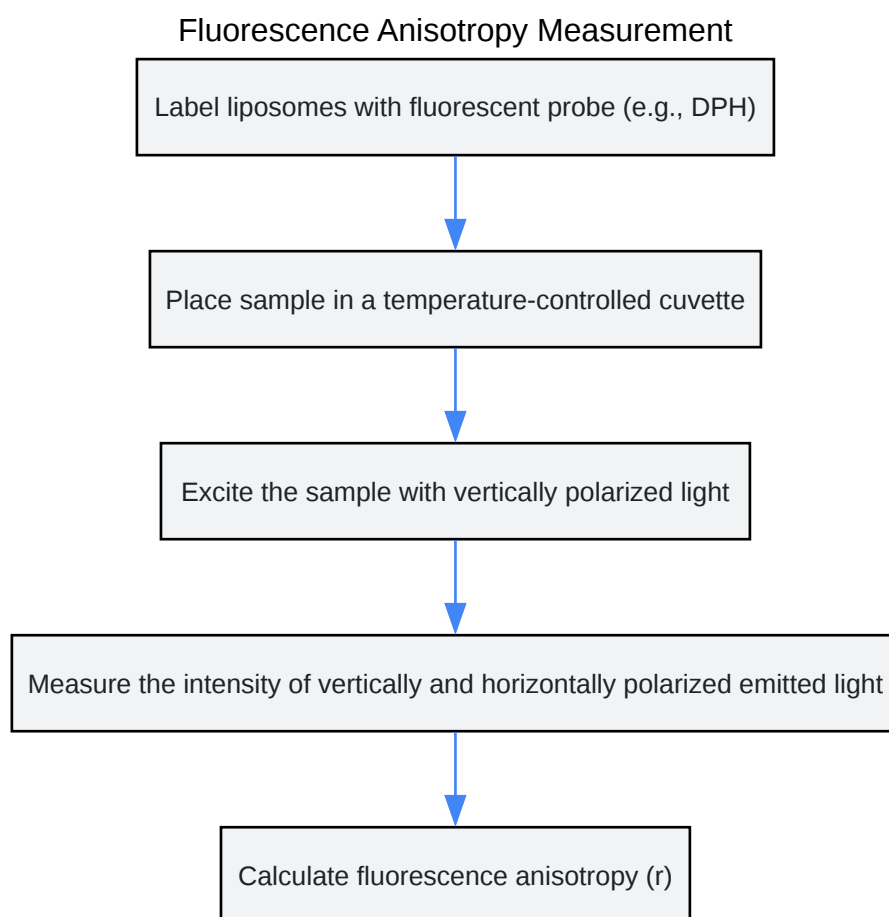 Fluorescence Anisotropy Measurement
Label liposomes with fluorescent probe (e.g., DPH)
Place sample in a temperature-controlled cuvette
Excite the sample with vertically polarized light
Measure the intensity of vertically and horizontally polarized emitted light
Calculate fluorescence anisotropy (r)